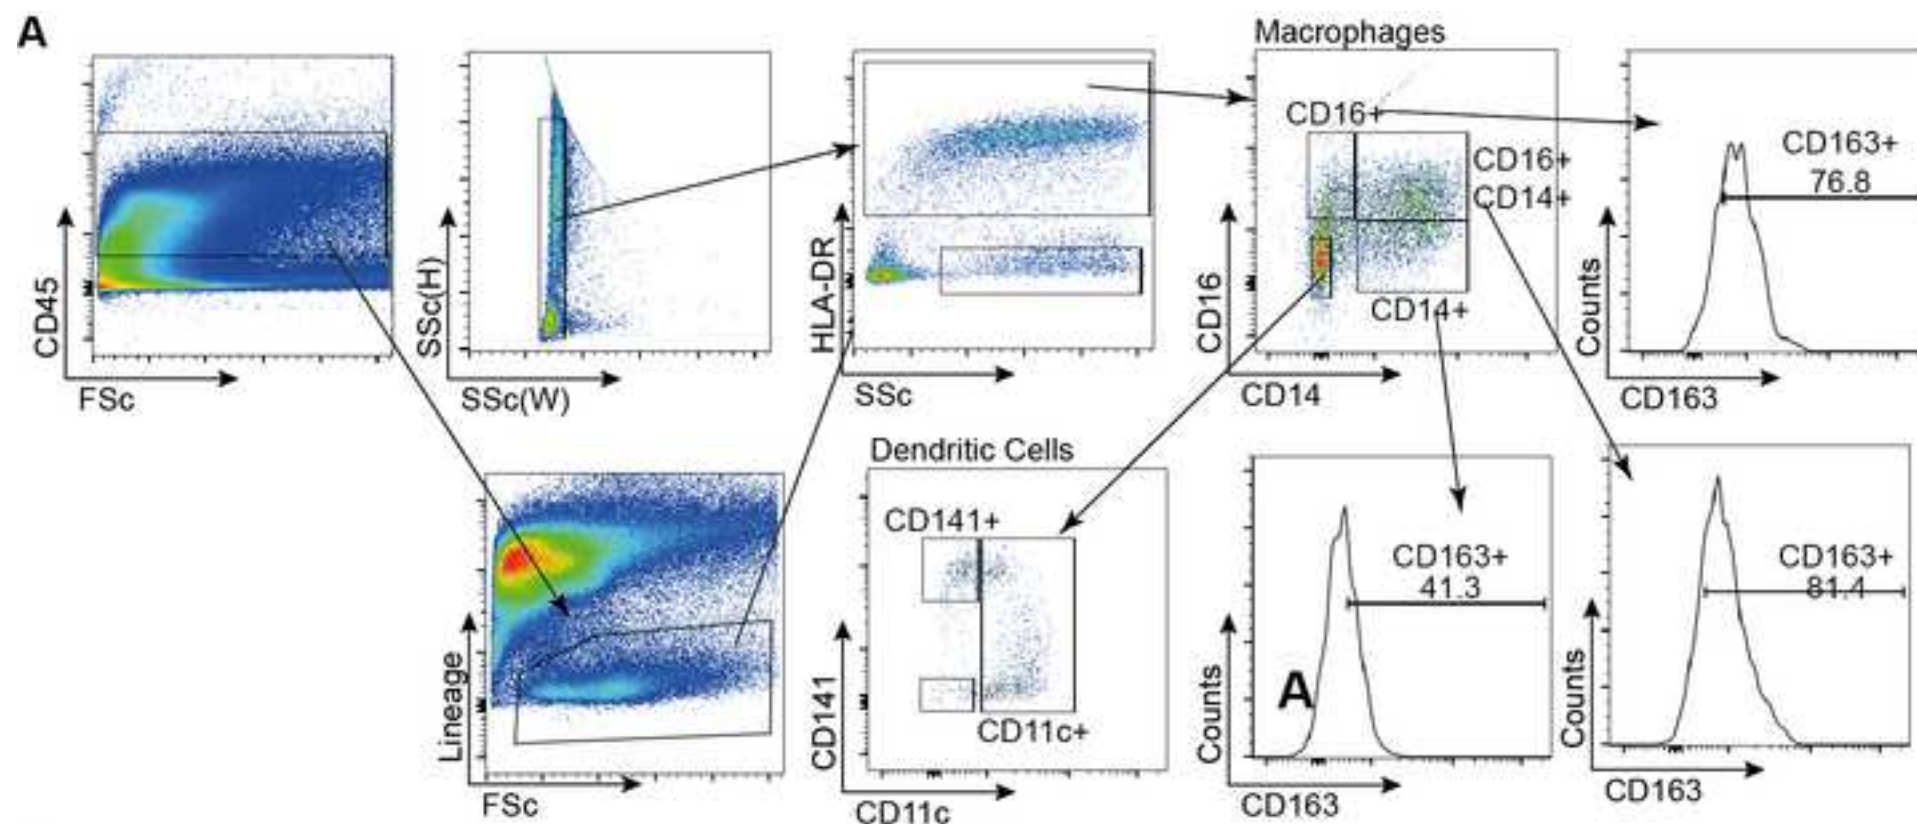 A
CD45
FSc
SSc(H)
SSc(W)
HLA-DR
SSc
Macrophages
CD16+
CD16+
CD14+
CD14+
CD16
CD14
CD163+
76.8
Counts
CD163
Lineage
FSc
Dendritic Cells
CD141+
CD11c+
CD141
CD11c
CD163+
41.3
A
Counts
CD163
CD163+
81.4
Counts
CD163